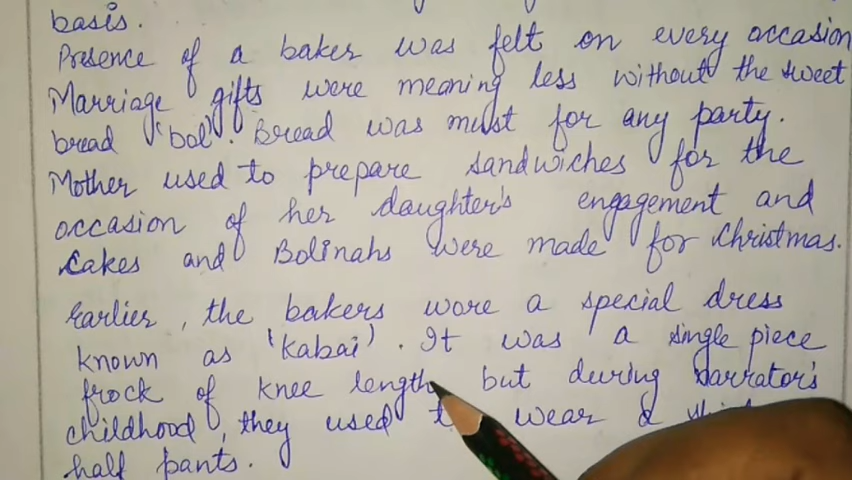 basis.
Presence of a baker was felt on every occasion
Marriage gifts were meaning less without the sweet
bread 'bol'. Bread was must for any party.
Mother used to prepare sandwiches for the
occasion of her daughter's engagement and
cakes and Bolinahs were made for Christmas.
Earlier, the bakers wore a special dress
known as 'kabai'. It was a single piece
frock of knee length but during narrator's
childhood, they used wear
half pants.